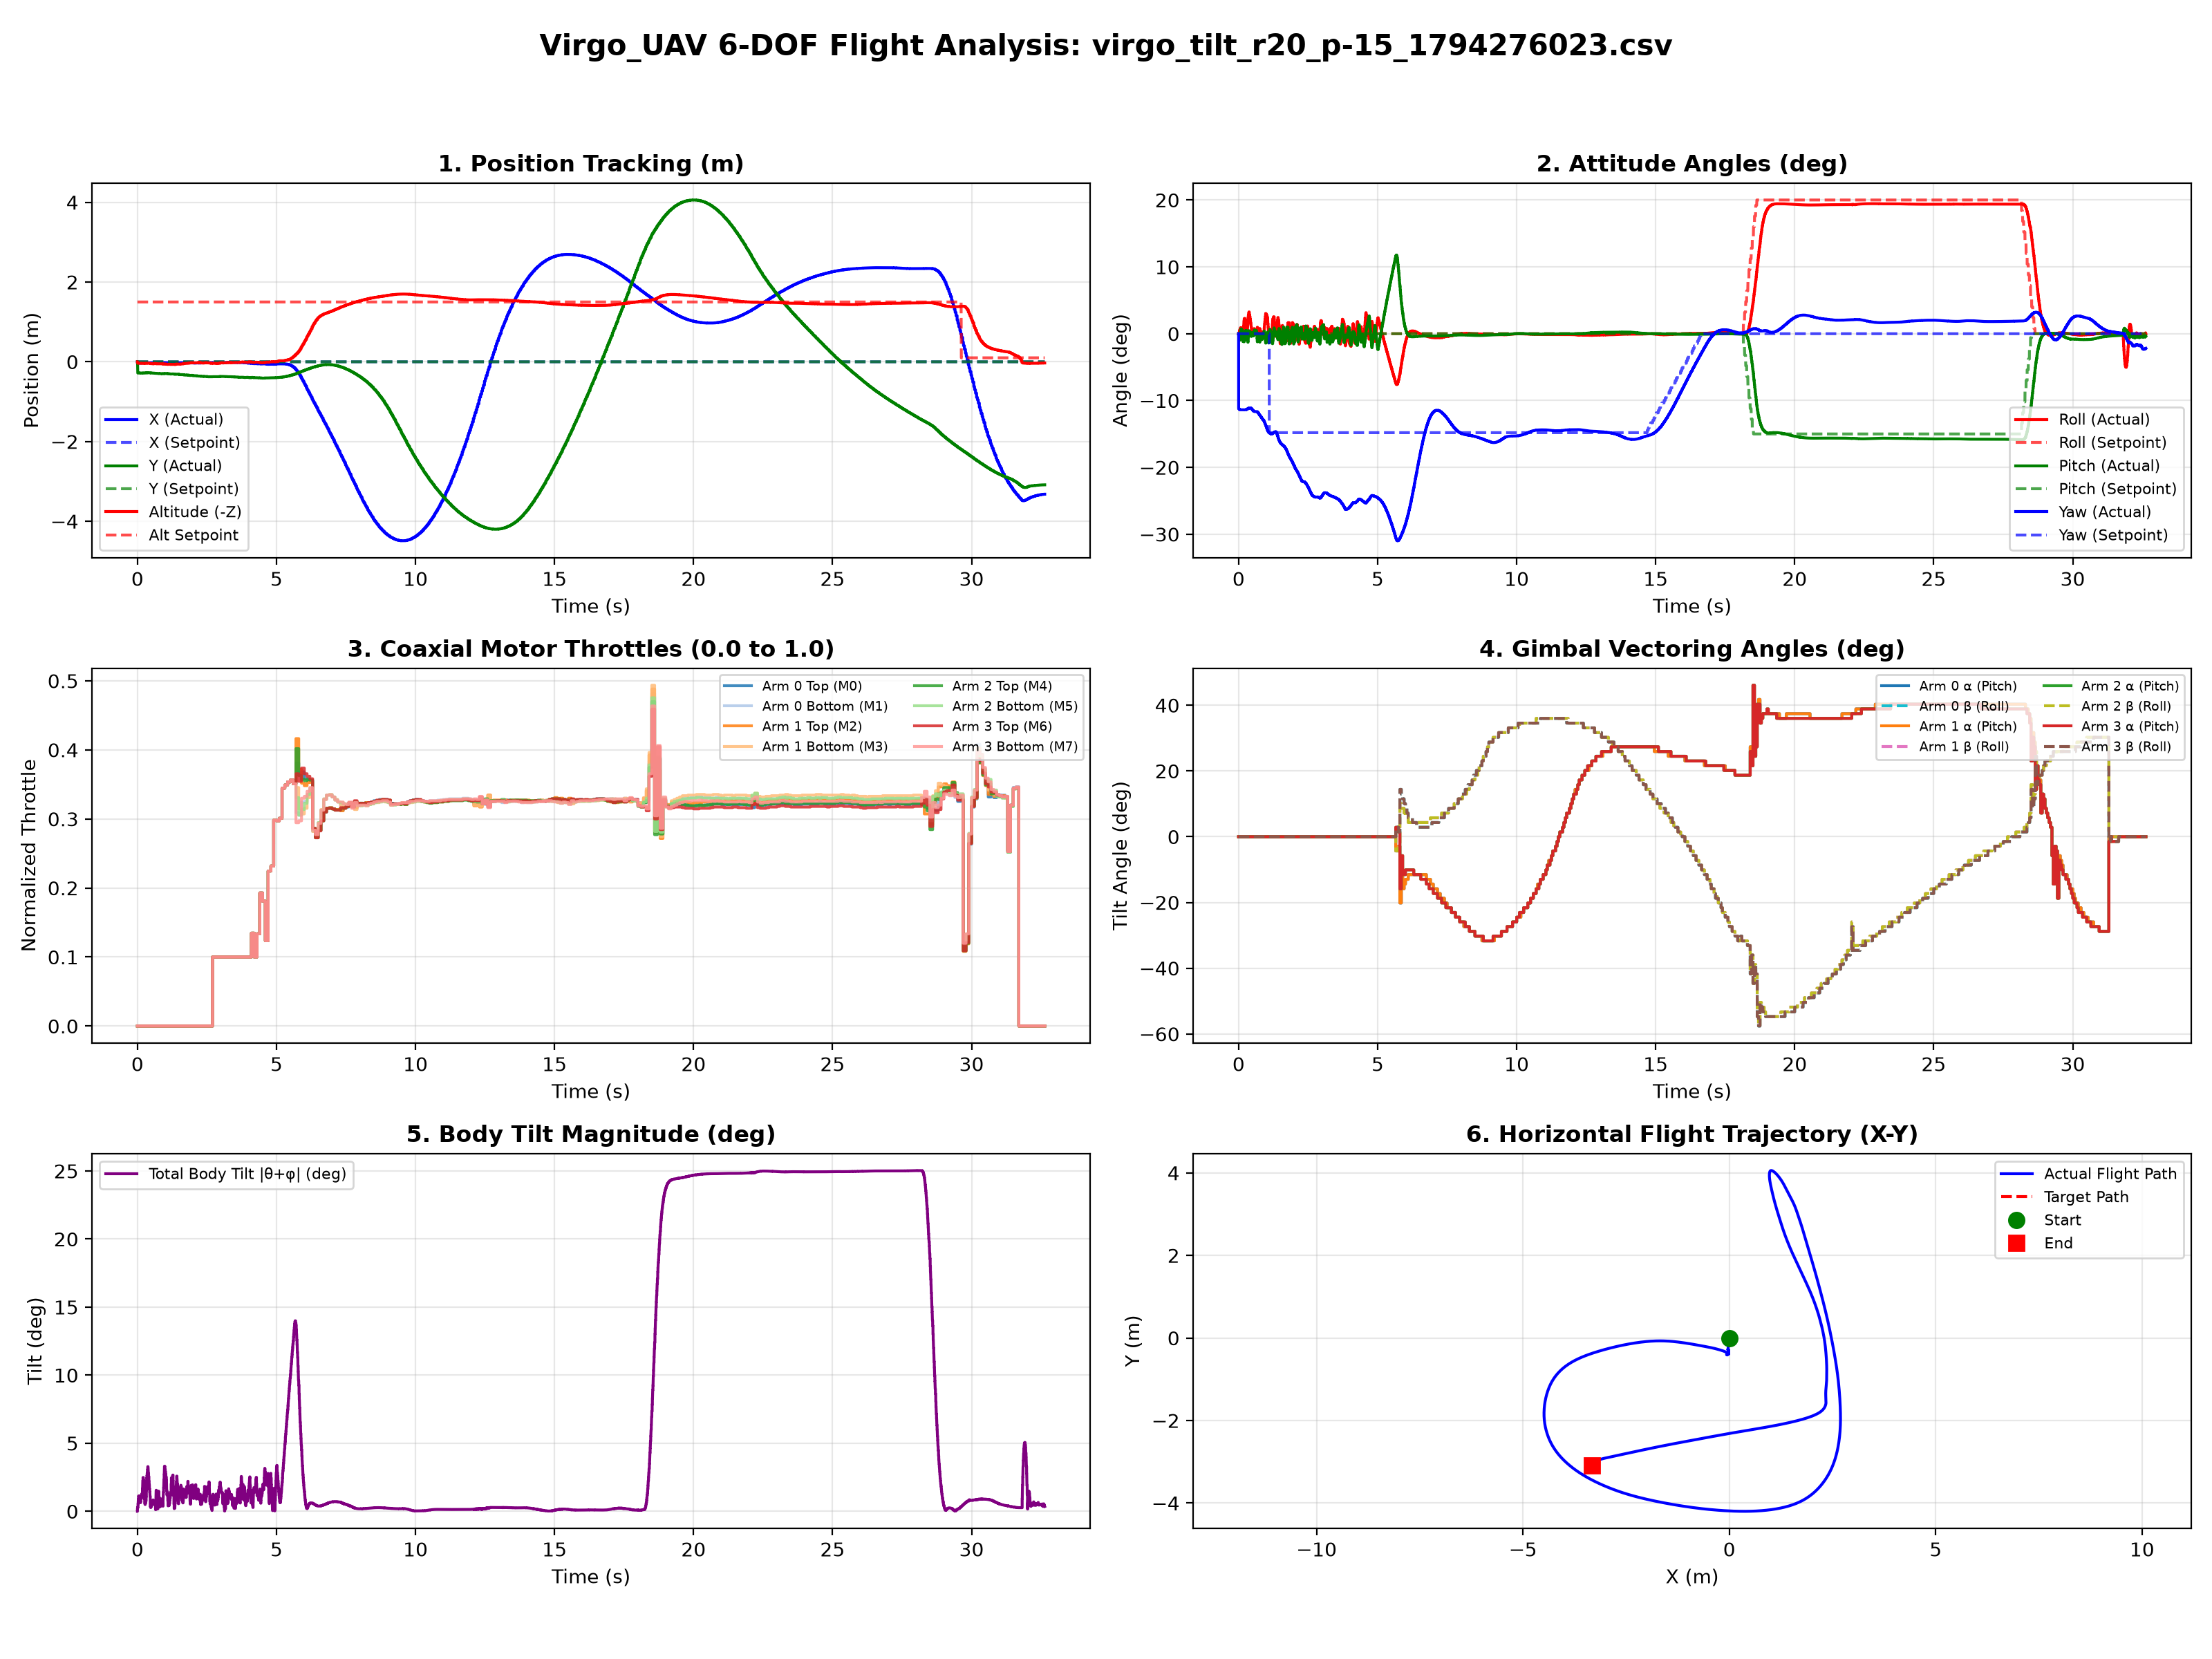 Virgo_UAV 6-DOF Flight Analysis: virgo_tilt_r20_p-15_1794276023.csv
1. Position Tracking (m)
4
2
0
−2
−4
Position (m)
X (Actual)
X (Setpoint)
Y (Actual)
Y (Setpoint)
Altitude (-Z)
Alt Setpoint
0 5 10 15 20 25 30
Time (s)
2. Attitude Angles (deg)
20
10
0
−10
−20
−30
Angle (deg)
Roll (Actual)
Roll (Setpoint)
Pitch (Actual)
Pitch (Setpoint)
Yaw (Actual)
Yaw (Setpoint)
0 5 10 15 20 25 30
Time (s)
3. Coaxial Motor Throttles (0.0 to 1.0)
0.5
0.4
0.3
0.2
0.1
0.0
Normalized Throttle
Arm 0 Top (M0) Arm 2 Top (M4)
Arm 0 Bottom (M1) Arm 2 Bottom (M5)
Arm 1 Top (M2) Arm 3 Top (M6)
Arm 1 Bottom (M3) Arm 3 Bottom (M7)
0 5 10 15 20 25 30
Time (s)
4. Gimbal Vectoring Angles (deg)
40
20
0
−20
−40
−60
Tilt Angle (deg)
Arm 0 α (Pitch) Arm 2 α (Pitch)
Arm 0 β (Roll) Arm 2 β (Roll)
Arm 1 α (Pitch) Arm 3 α (Pitch)
Arm 1 β (Roll) Arm 3 β (Roll)
0 5 10 15 20 25 30
Time (s)
5. Body Tilt Magnitude (deg)
25
20
15
10
5
0
Tilt (deg)
Total Body Tilt |θ+φ| (deg)
0 5 10 15 20 25 30
Time (s)
6. Horizontal Flight Trajectory (X-Y)
4
2
0
−2
−4
Y (m)
Actual Flight Path
Target Path
Start
End
−10 −5 0 5 10
X (m)